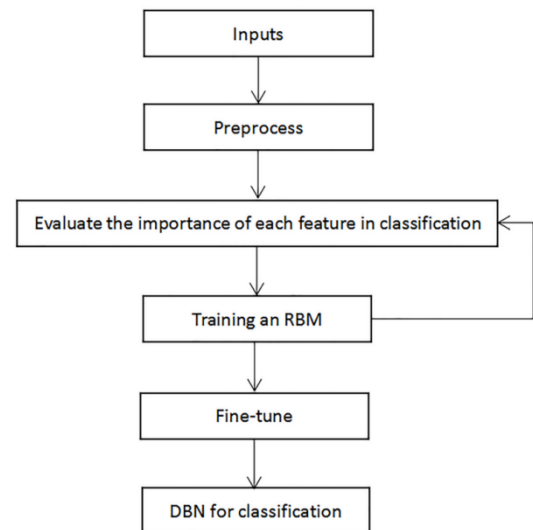 Inputs
Preprocess
Evaluate the importance of each feature in classification
Training an RBM
Fine-tune
DBN for classification